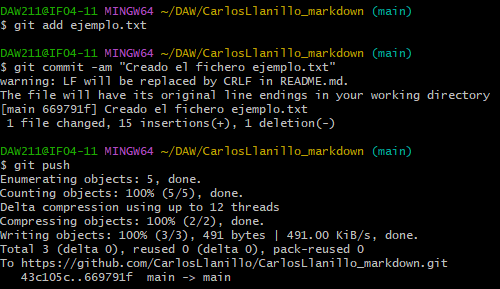 DAW211@IFO4-11 MINGW64 ~/DAW/CarlosLlanillo_markdown (main)
$ git add ejemplo.txt
DAW211@IFO4-11 MINGW64 ~/DAW/CarlosLlanillo_markdown (main)
$ git commit -am "Creado el fichero ejemplo.txt"
warning: LF will be replaced by CRLF in README.md.
The file will have its original line endings in your working directory
[main 669791f] Creado el fichero ejemplo.txt
 1 file changed, 15 insertions(+), 1 deletion(-)
DAW211@IFO4-11 MINGW64 ~/DAW/CarlosLlanillo_markdown (main)
$ git push
Enumerating objects: 5, done.
Counting objects: 100% (5/5), done.
Delta compression using up to 12 threads
Compressing objects: 100% (2/2), done.
Writing objects: 100% (3/3), 491 bytes | 491.00 KiB/s, done.
Total 3 (delta 0), reused 0 (delta 0), pack-reused 0
To https://github.com/CarlosLlanillo/CarlosLlanillo_markdown.git
   43c105c..669791f  main -> main